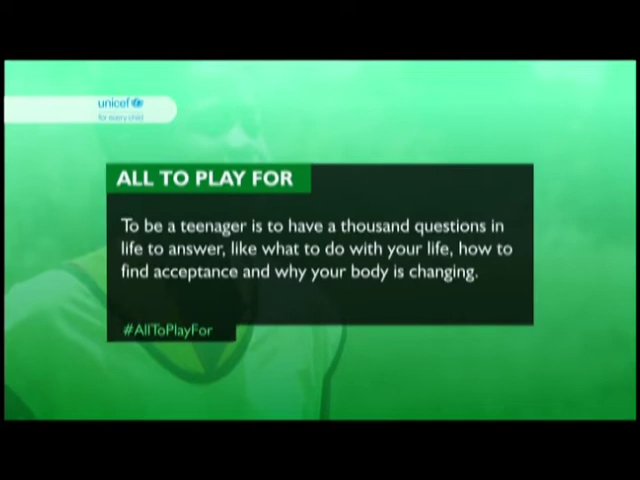 unicef
for every child
ALL TO PLAY FOR
To be a teenager is to have a thousand questions in
life to answer, like what to do with your life, how to
find acceptance and why your body is changing.
#AllToPlayFor